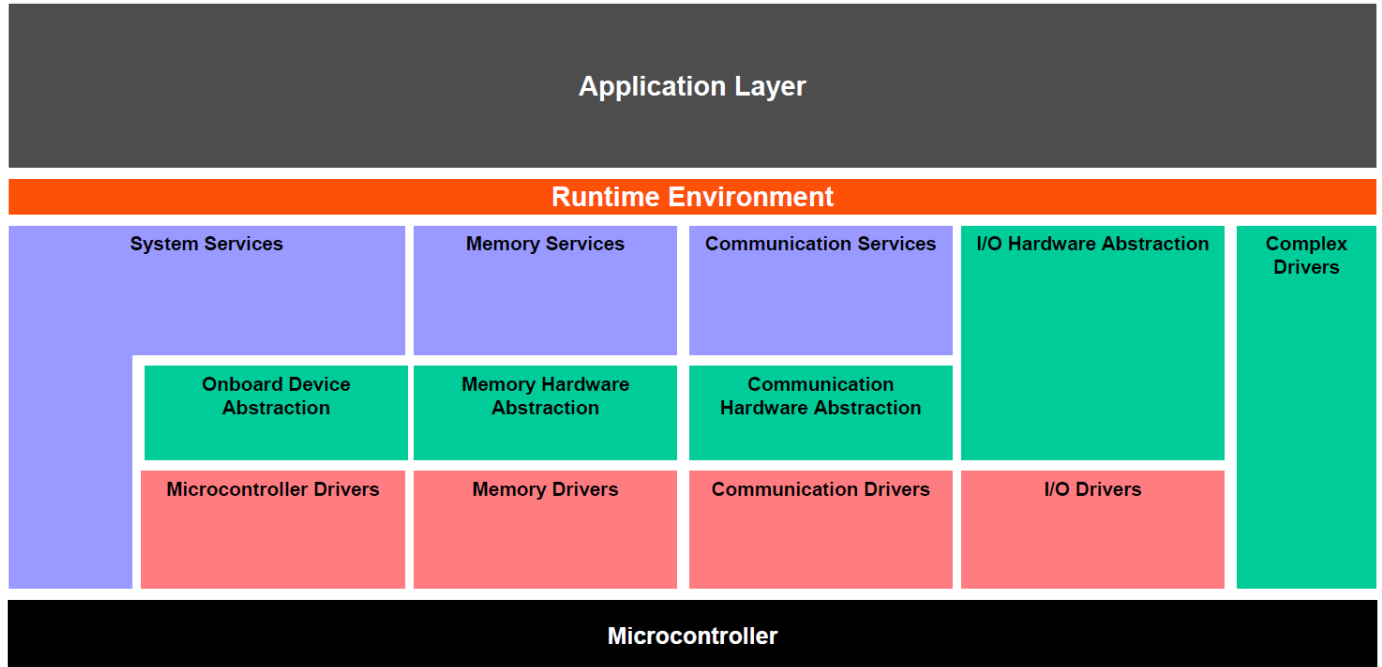 Application Layer
Runtime Environment
System Services
Memory Services
Communication Services
I/O Hardware Abstraction
Complex
Drivers
Onboard Device
Abstraction
Memory Hardware
Abstraction
Communication
Hardware Abstraction
Microcontroller Drivers
Memory Drivers
Communication Drivers
I/O Drivers
Microcontroller